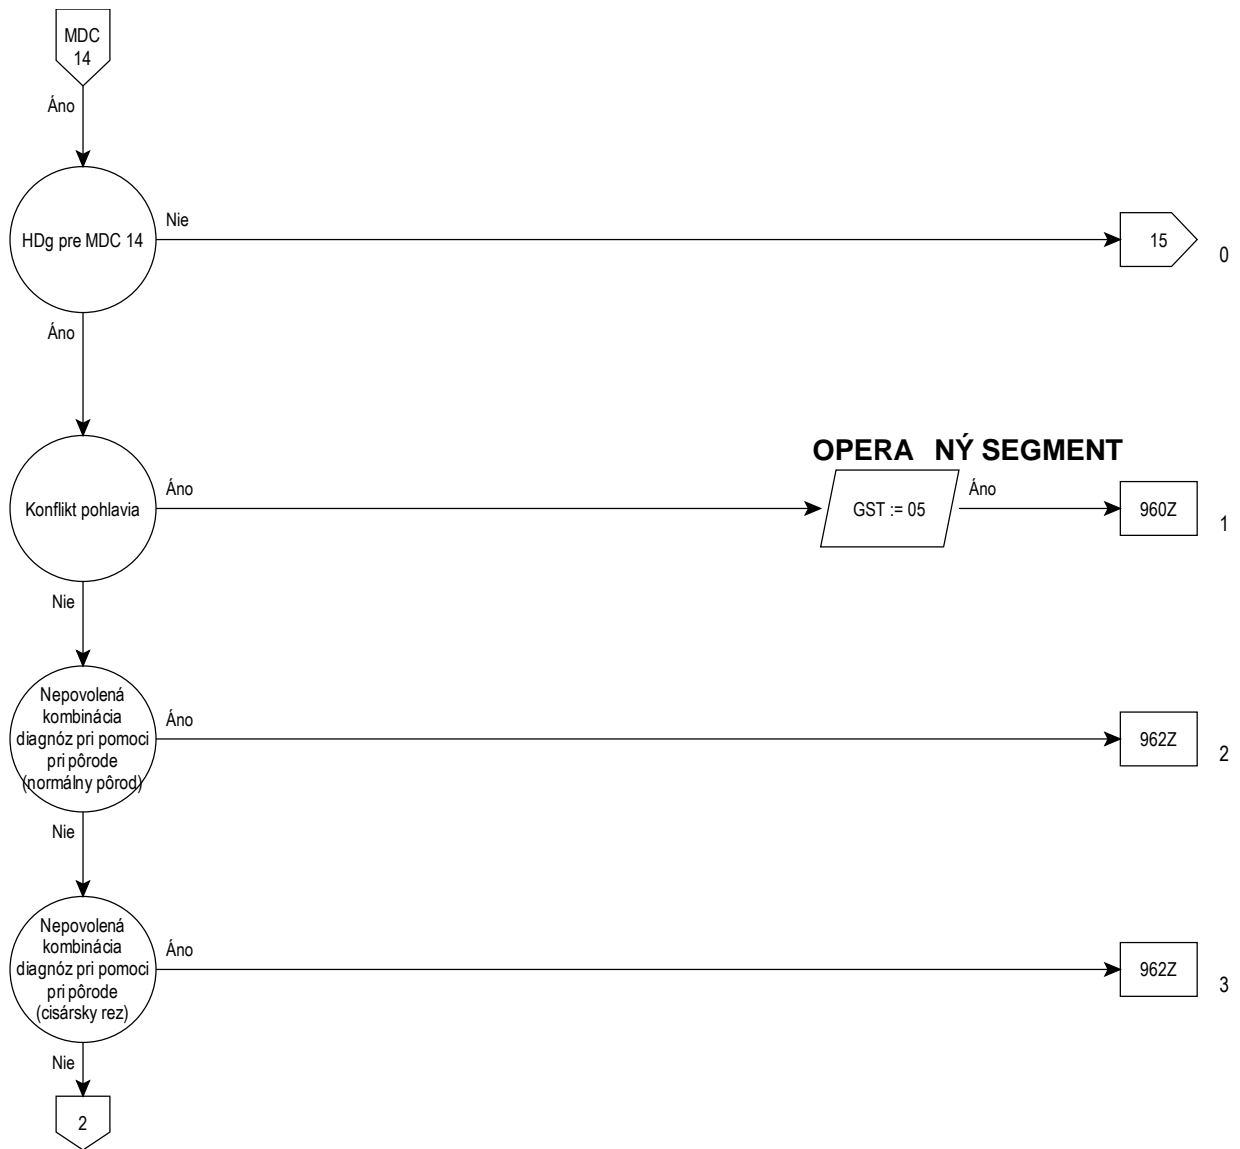 MDC
14
Áno
HDg pre MDC 14
Nie
15
0
Áno
OPERA NÝ SEGMENT
Konflikt pohlavia
Áno
GST := 05
Áno
960Z
1
Nie
Nepovolená
kombinácia
diagnóz pri pomoci
pri pôrode
(normálny pôrod)
Áno
962Z
2
Nie
Nepovolená
kombinácia
diagnóz pri pomoci
pri pôrode
(cisársky rez)
Áno
962Z
3
Nie
2